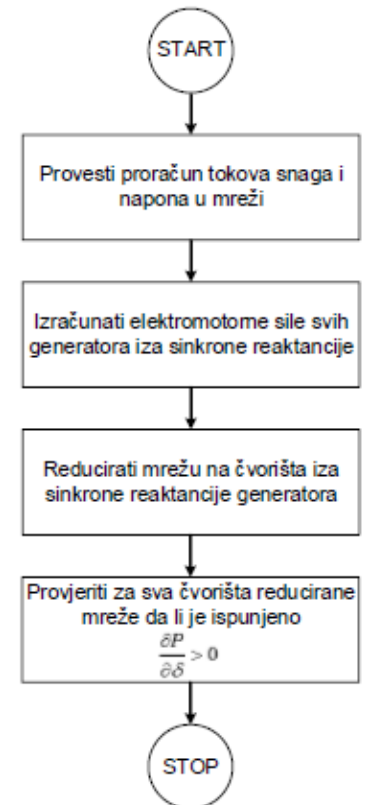 START
Provesti proračun tokova snaga i
napona u mreži
Izračunati elektromotorne sile svih
generatora iza sinkrone reaktancije
Reducirati mrežu na čvorišta iza
sinkrone reaktancije generatora
Provjeriti za sva čvorišta reducirane
mreže da li je ispunjeno
∂P/∂δ > 0
STOP